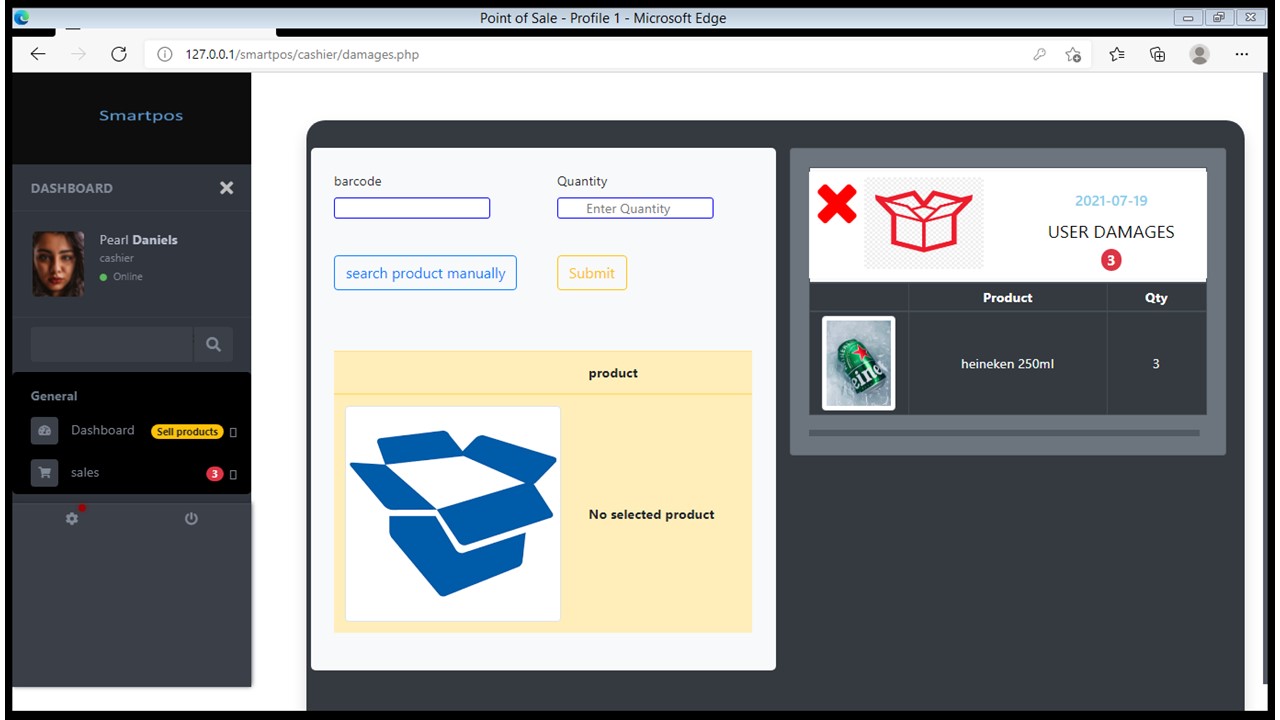 Point of Sale - Profile 1 - Microsoft Edge
127.0.0.1/smartpos/cashier/damages.php
Smartpos
DASHBOARD
Pearl Daniels
cashier
Online
General
Dashboard
Sell products
sales
3
barcode
Quantity
Enter Quantity
search product manually
Submit
product
No selected product
2021-07-19
USER DAMAGES
3
Product
Qty
heine
heineken 250ml
3